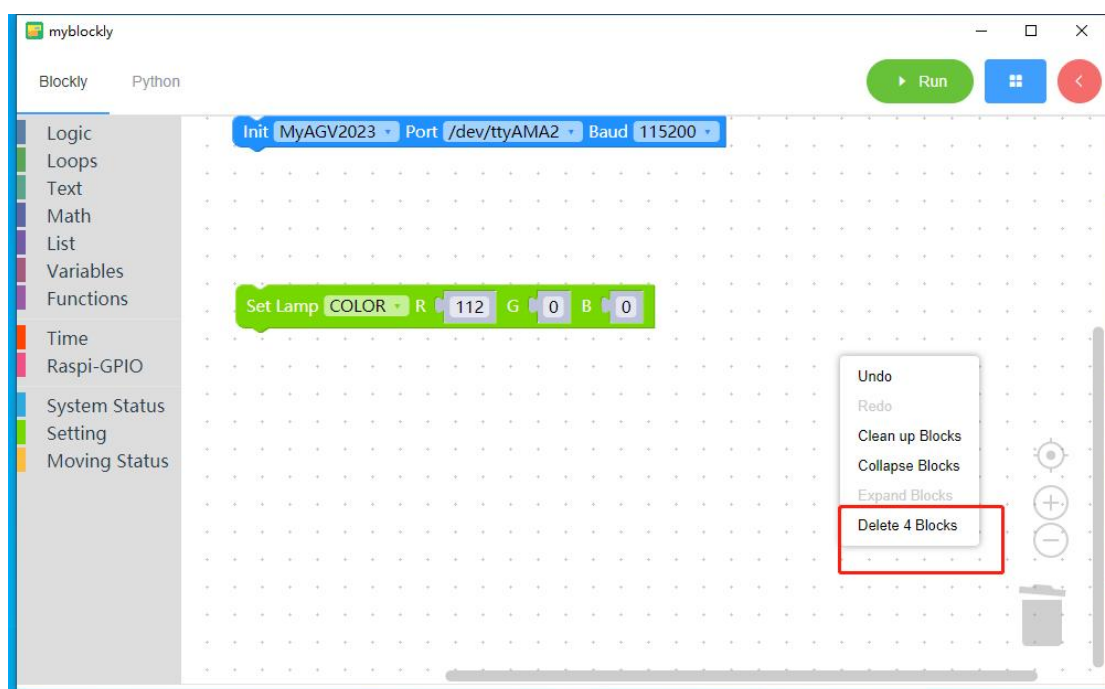 myblockly
Blockly Python
Run
Logic
Loops
Text
Math
List
Variables
Functions
Time
Raspi-GPIO
System Status
Setting
Moving Status
Init MyAGV2023 Port /dev/ttyAMA2 Baud 115200
Set Lamp COLOR R 112 G 0 B 0
Undo
Redo
Clean up Blocks
Collapse Blocks
Expand Blocks
Delete 4 Blocks